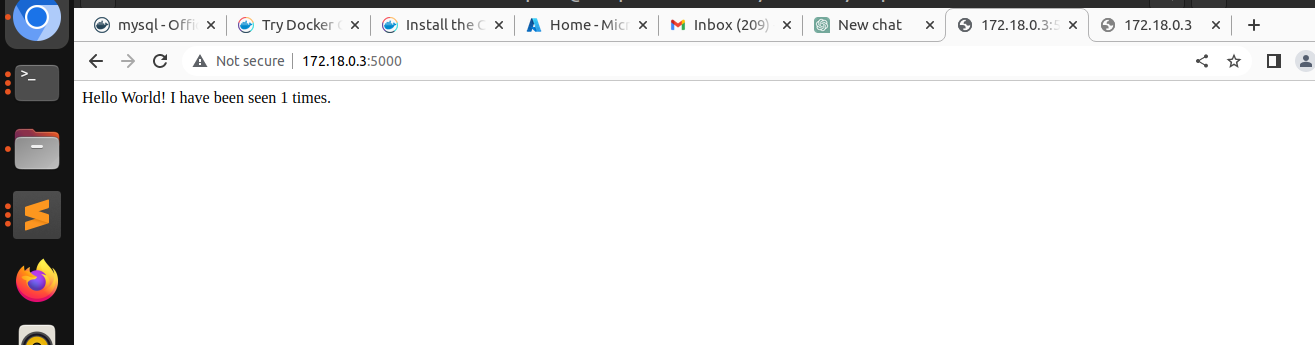 mysql - Offi Try Docker Install the C Home - Micr Inbox (209) New chat 172.18.0.3:5 172.18.0.3
Not secure 172.18.0.3:5000
Hello World! I have been seen 1 times.